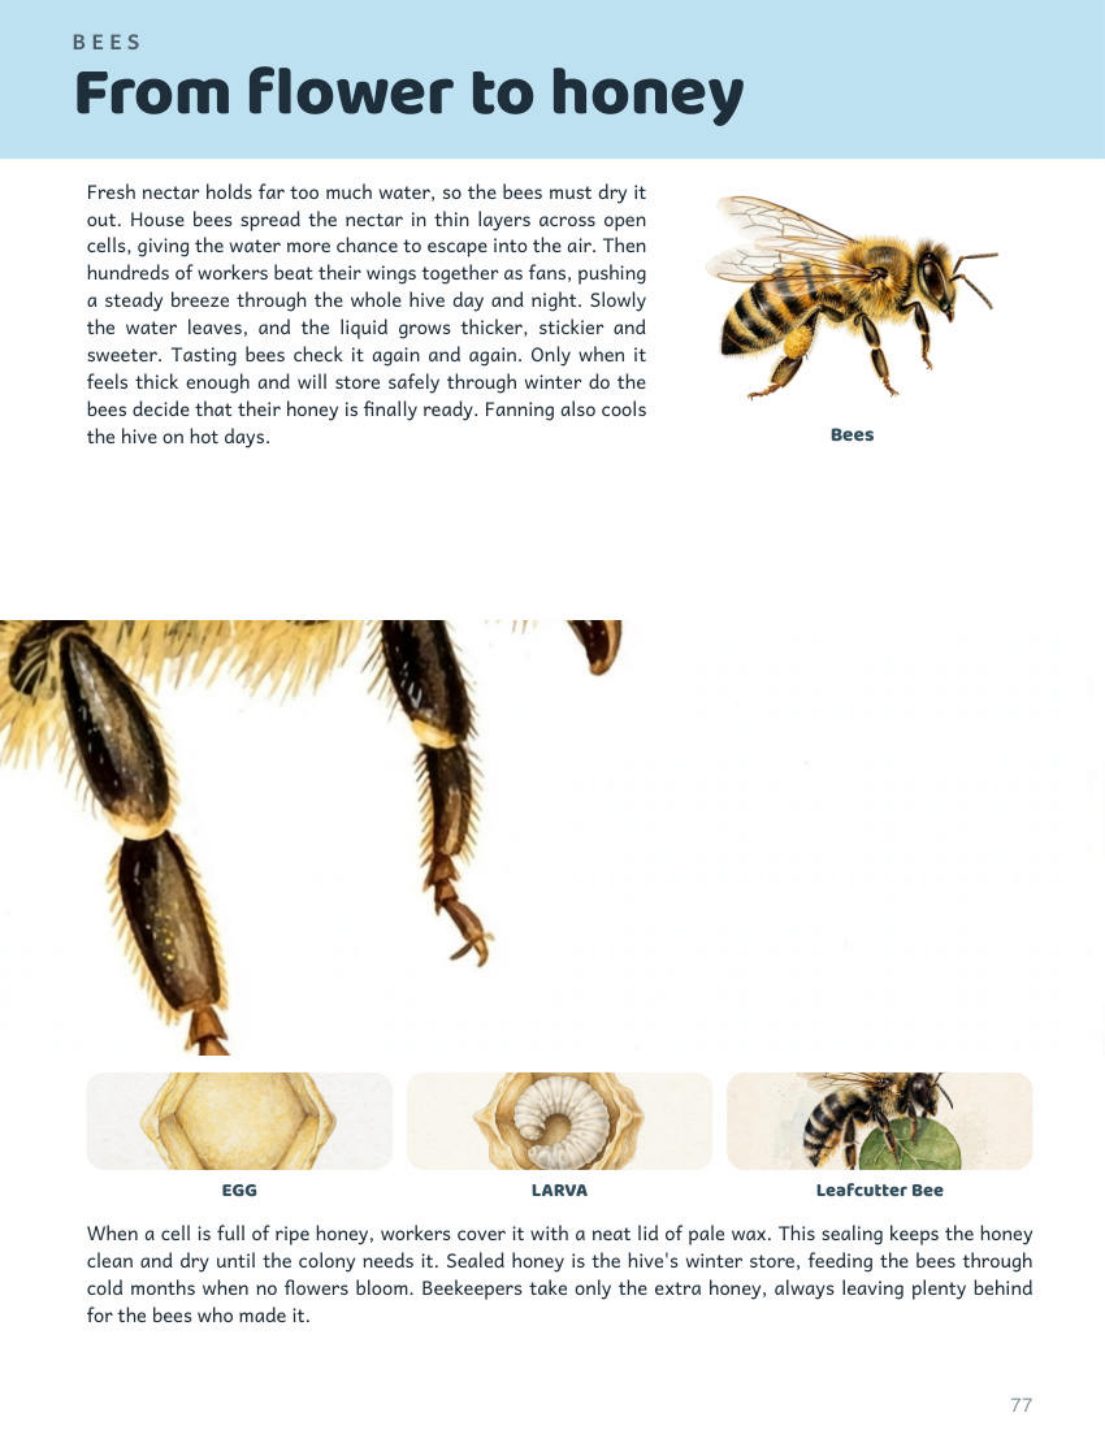 BEES
From flower to honey
Fresh nectar holds far too much water, so the bees must dry it
out. House bees spread the nectar in thin layers across open
cells, giving the water more chance to escape into the air. Then
hundreds of workers beat their wings together as fans, pushing
a steady breeze through the whole hive day and night. Slowly
the water leaves, and the liquid grows thicker, stickier and
sweeter. Tasting bees check it again and again. Only when it
feels thick enough and will store safely through winter do the
bees decide that their honey is finally ready. Fanning also cools
the hive on hot days.
Bees
EGG
LARVA
Leafcutter Bee
When a cell is full of ripe honey, workers cover it with a neat lid of pale wax. This sealing keeps the honey
clean and dry until the colony needs it. Sealed honey is the hive's winter store, feeding the bees through
cold months when no flowers bloom. Beekeepers take only the extra honey, always leaving plenty behind
for the bees who made it.
77